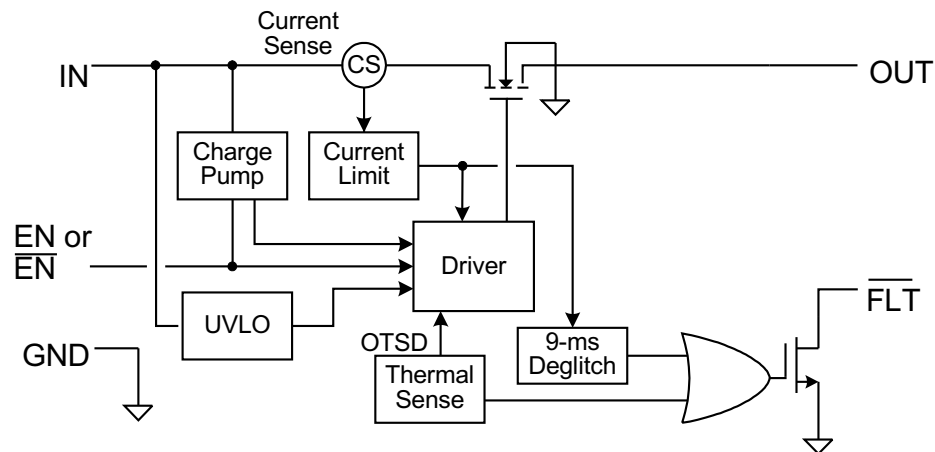 Current
Sense
IN
CS
OUT
Charge
Pump
Current
Limit
EN or
EN
Driver
UVLO
FLT
GND
OTSD
9-ms
Deglitch
Thermal
Sense